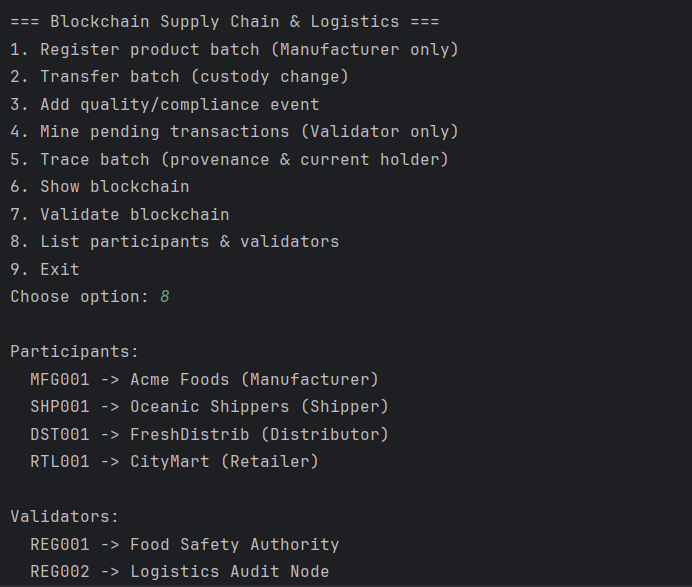 === Blockchain Supply Chain & Logistics ===
1. Register product batch (Manufacturer only)
2. Transfer batch (custody change)
3. Add quality/compliance event
4. Mine pending transactions (Validator only)
5. Trace batch (provenance & current holder)
6. Show blockchain
7. Validate blockchain
8. List participants & validators
9. Exit
Choose option: 8
Participants:
MFG001 -> Acme Foods (Manufacturer)
SHP001 -> Oceanic Shippers (Shipper)
DST001 -> FreshDistrib (Distributor)
RTL001 -> CityMart (Retailer)
Validators:
REG001 -> Food Safety Authority
REG002 -> Logistics Audit Node